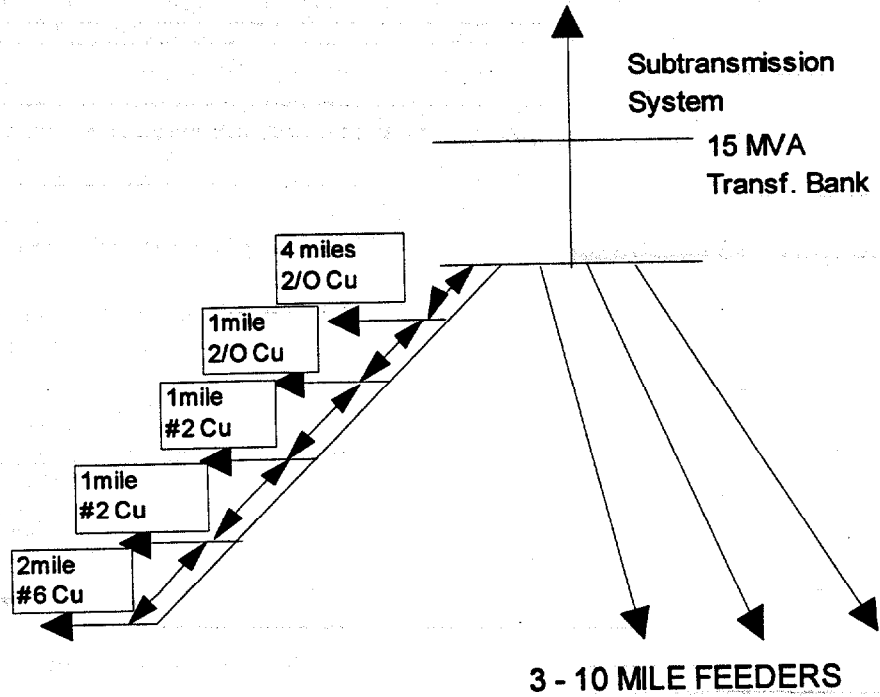 Subtransmission
System
15 MVA
Transf. Bank
4 miles
2/O Cu
1mile
2/O Cu
1mile
#2 Cu
1mile
#2 Cu
2mile
#6 Cu
3 - 10 MILE FEEDERS